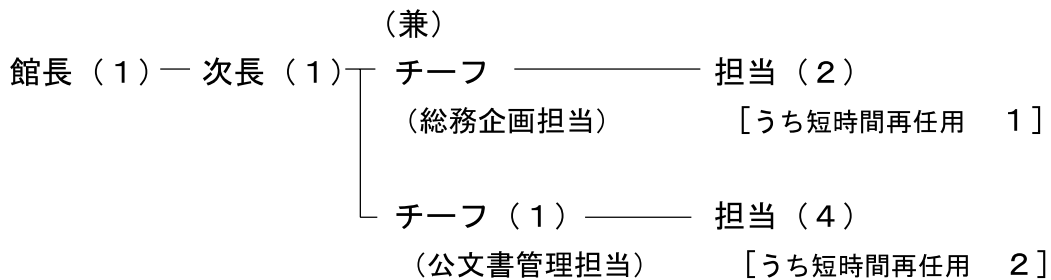 （兼）
館長（１）次長（１）チーフ 担当（２）
（総務企画担当） ［うち短時間再任用 １］
チーフ（１） 担当（４）
（公文書管理担当） ［うち短時間再任用 ２］